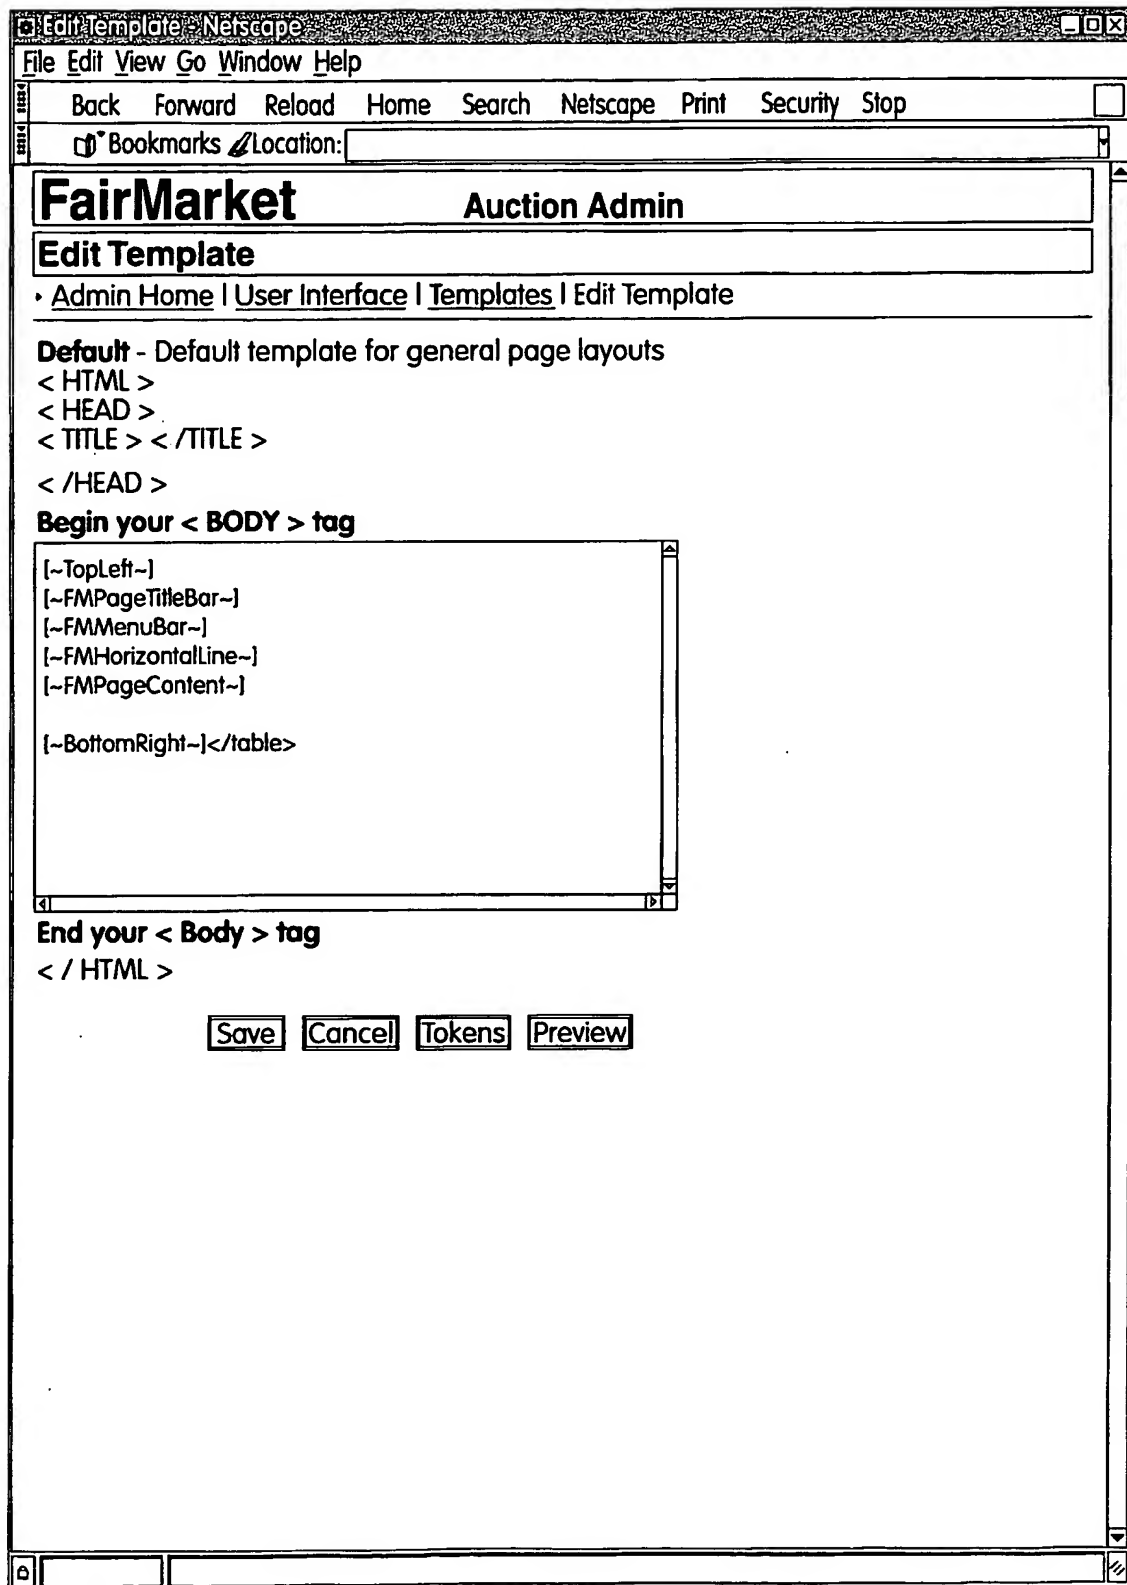 Edit Template - Netscape
File Edit View Go Window Help
Back Forward Reload Home Search Netscape Print Security Stop
Bookmarks Location:
FairMarket Auction Admin
Edit Template
Admin Home | User Interface | Templates | Edit Template
Default - Default template for general page layouts
< HTML >
< HEAD >
< TITLE > < /TITLE >
< /HEAD >
Begin your < BODY > tag
[~TopLeft~]
[~FMPageTitleBar~]
[~FMMenuBar~]
[~FMHorizontalLine~]
[~FMPageContent~]
[~BottomRight~]</table>
End your < Body > tag
< / HTML >
Save Cancel Tokens Preview